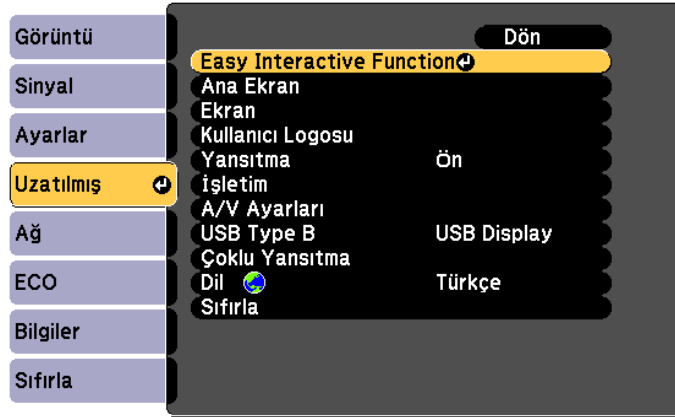 Görüntü
Sinyal
Ayarlar
Uzatılmış
Ağ
ECO
Bilgiler
Sıfırla
Dön
Easy Interactive Function
Ana Ekran
Ekran
Kullanıcı Logosu
Yansıtma Ön
İşletim
A/V Ayarları
USB Type B USB Display
Çoklu Yansıtma
Dil Türkçe
Sıfırla